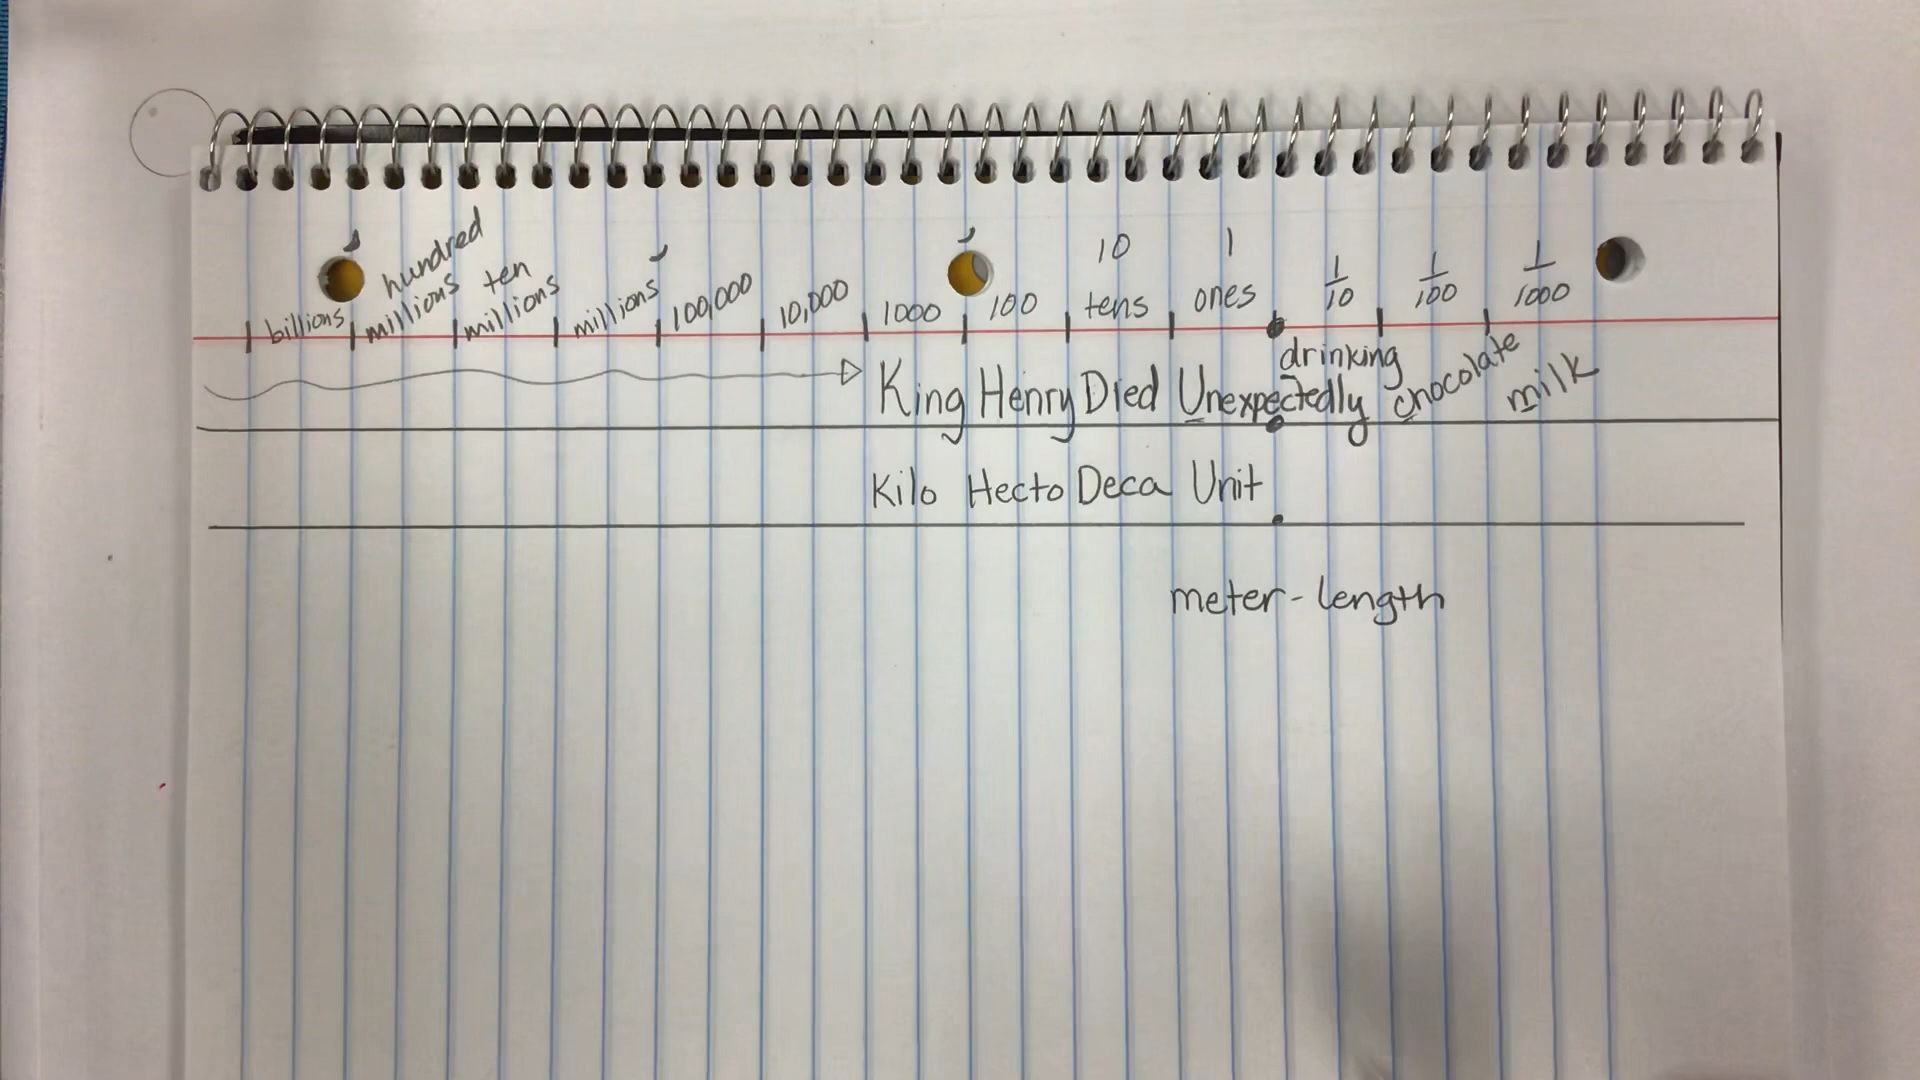 billions, hundred millions ten millions millions, 100,000 10,000 1000, 100 10 tens 1 ones . 1/10 1/100 1/1000
King Henry Died Unexpectedly drinking chocolate milk
Kilo Hecto Deca Unit .
meter - length